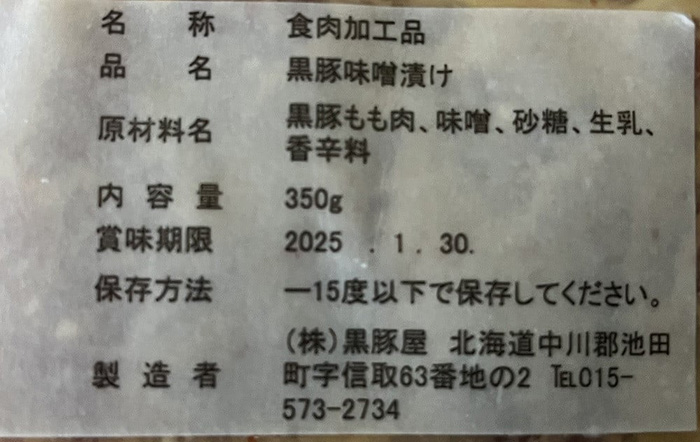 名称 食肉加工品
品名 黒豚味噌漬け
原材料名 黒豚もも肉、味噌、砂糖、生乳、
香辛料
内容量 350g
賞味期限 2025 . 1 . 30.
保存方法 ー15度以下で保存してください。
(株)黒豚屋 北海道中川郡池田
製造者 町字信取63番地の2 ℡015-
573-2734